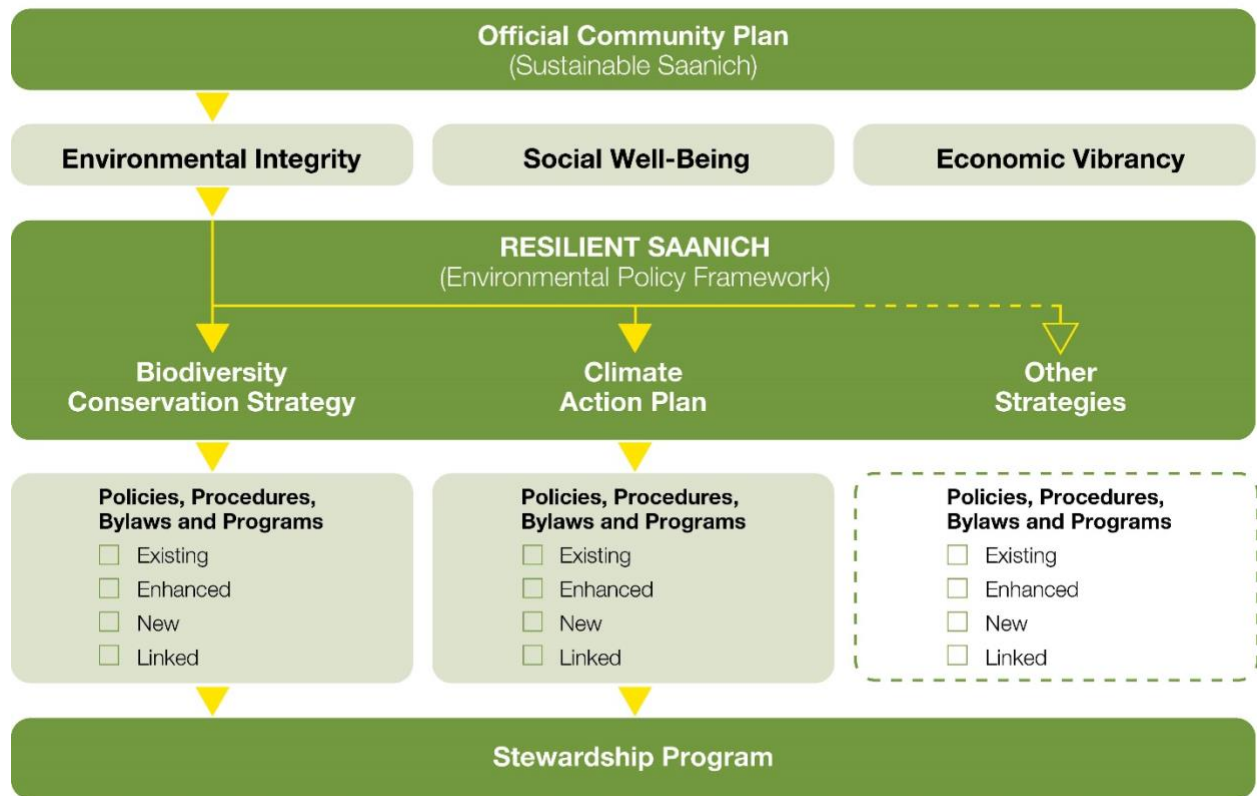 Official Community Plan
(Sustainable Saanich)
Environmental Integrity
Social Well-Being
Economic Vibrancy
RESILIENT SAANICH
(Environmental Policy Framework)
Biodiversity
Conservation Strategy
Climate
Action Plan
Other
Strategies
Policies, Procedures,
Bylaws and Programs
Existing
Enhanced
New
Linked
Policies, Procedures,
Bylaws and Programs
Existing
Enhanced
New
Linked
Policies, Procedures,
Bylaws and Programs
Existing
Enhanced
New
Linked
Stewardship Program